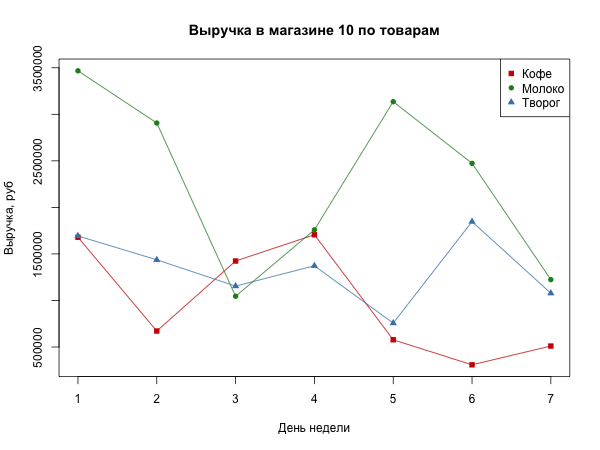 Выручка в магазине 10 по товарам
Кофе
Молоко
Творог
Выручка, руб
3500000
2500000
1500000
500000
1 2 3 4 5 6 7
День недели